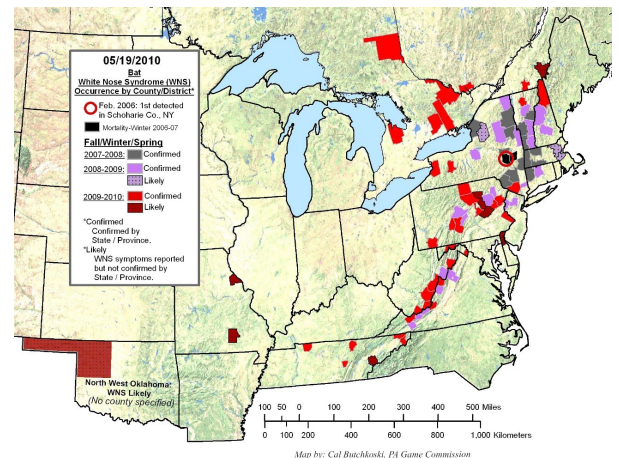 05/19/2010
Bat
White Nose Syndrome (WNS)
Occurrence by County/District*
Feb. 2006: 1st detected
in Schoharie Co., NY
Mortality-Winter 2006-07
Fall/Winter/Spring
2007-2008: Confirmed
2008-2009: Confirmed
Likely
2009-2010: Confirmed
Likely
*Confirmed
Confirmed by
State / Province.
*Likely
WNS symptoms reported
but not confirmed by
State / Province.
North West Oklahoma:
WNS Likely
(No county specified)
100 50 0 100 200 300 400 500 Miles
0 100 200 400 600 800 1,000 Kilometers
Map by: Cal Butchkoski, PA Game Commission